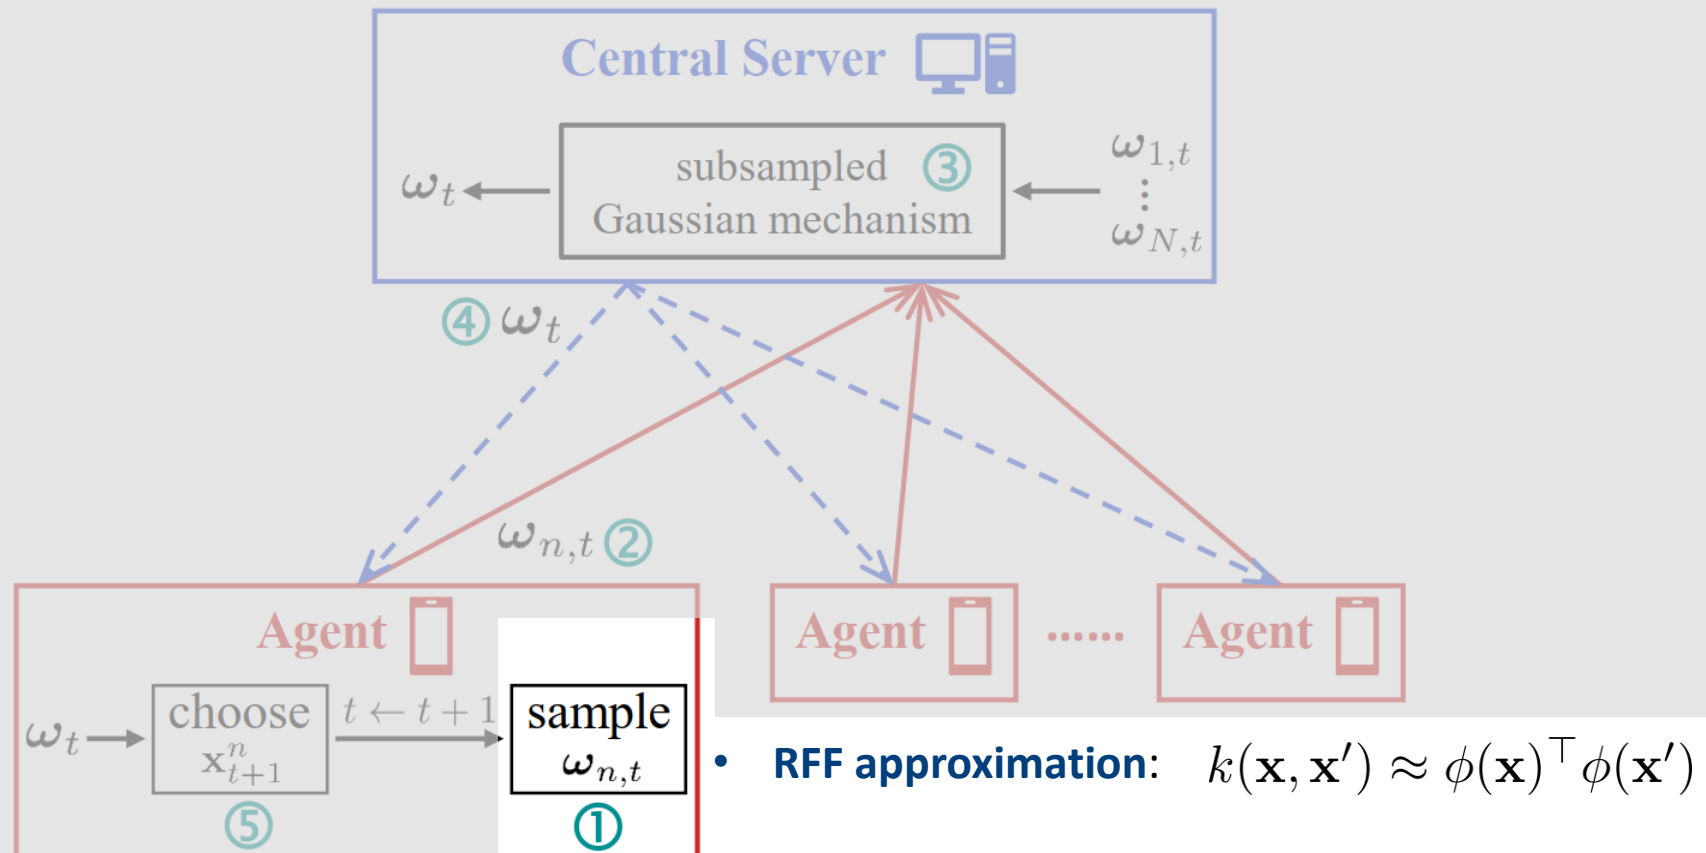 Central Server
subsampled ③
Gaussian mechanism
ω_t
ω_{1,t}
⋮
ω_{N,t}
④ ω_t
ω_{n,t} ②
Agent
Agent
……
Agent
ω_t
choose
x^n_{t+1}
⑤
t ← t + 1
sample
ω_{n,t}
①
• RFF approximation: k(x, x′) ≈ ϕ(x)^⊤ϕ(x′)